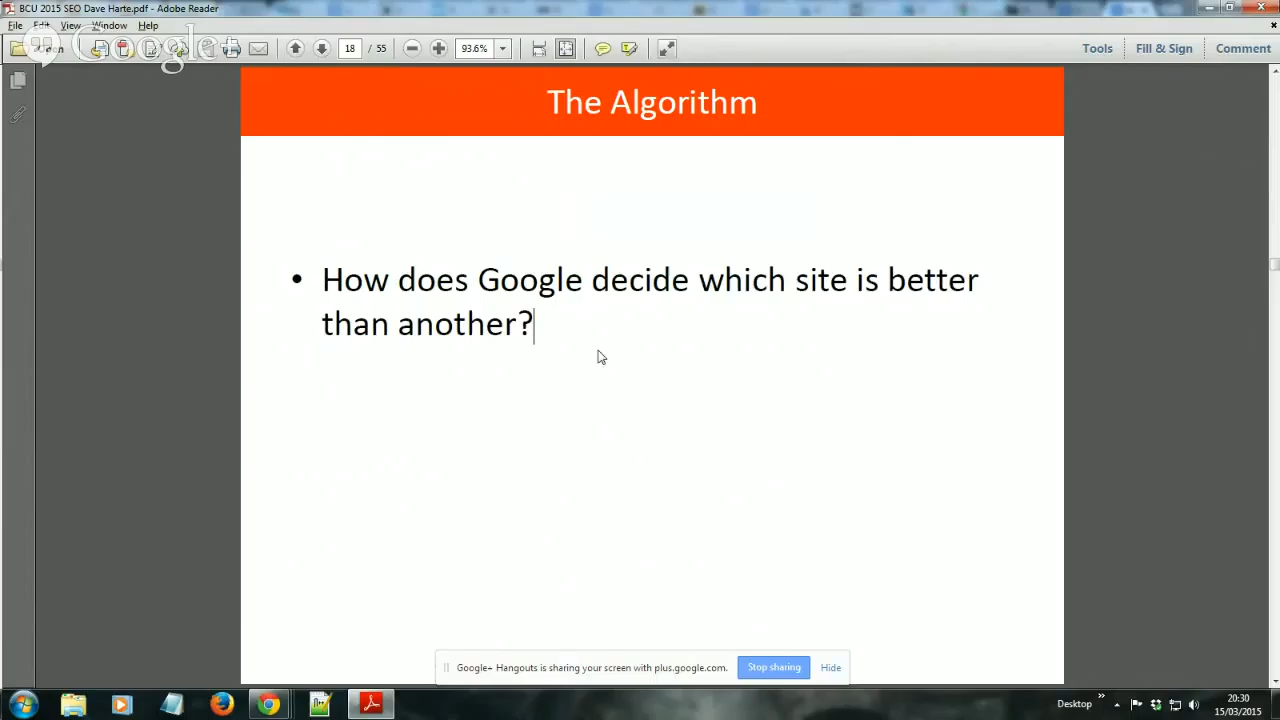 BCU 2015 SEO Dave Harte.pdf - Adobe Reader
File Edit View Window Help
Google
18 / 55
93.6%
Tools Fill & Sign Comment
The Algorithm
• How does Google decide which site is better
than another?
Google+ Hangouts is sharing your screen with plus.google.com. Stop sharing Hide
Desktop
20:30
15/03/2015